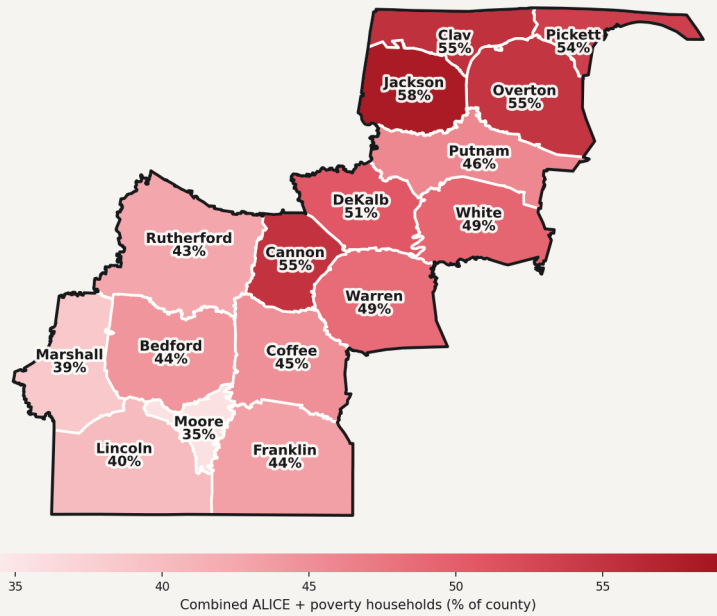 Clay
55%
Pickett
54%
Jackson
58%
Overton
55%
Putnam
46%
DeKalb
51%
White
49%
Rutherford
43%
Cannon
55%
Warren
49%
Marshall
39%
Bedford
44%
Coffee
45%
Moore
35%
Lincoln
40%
Franklin
44%
35 40 45 50 55
Combined ALICE + poverty households (% of county)